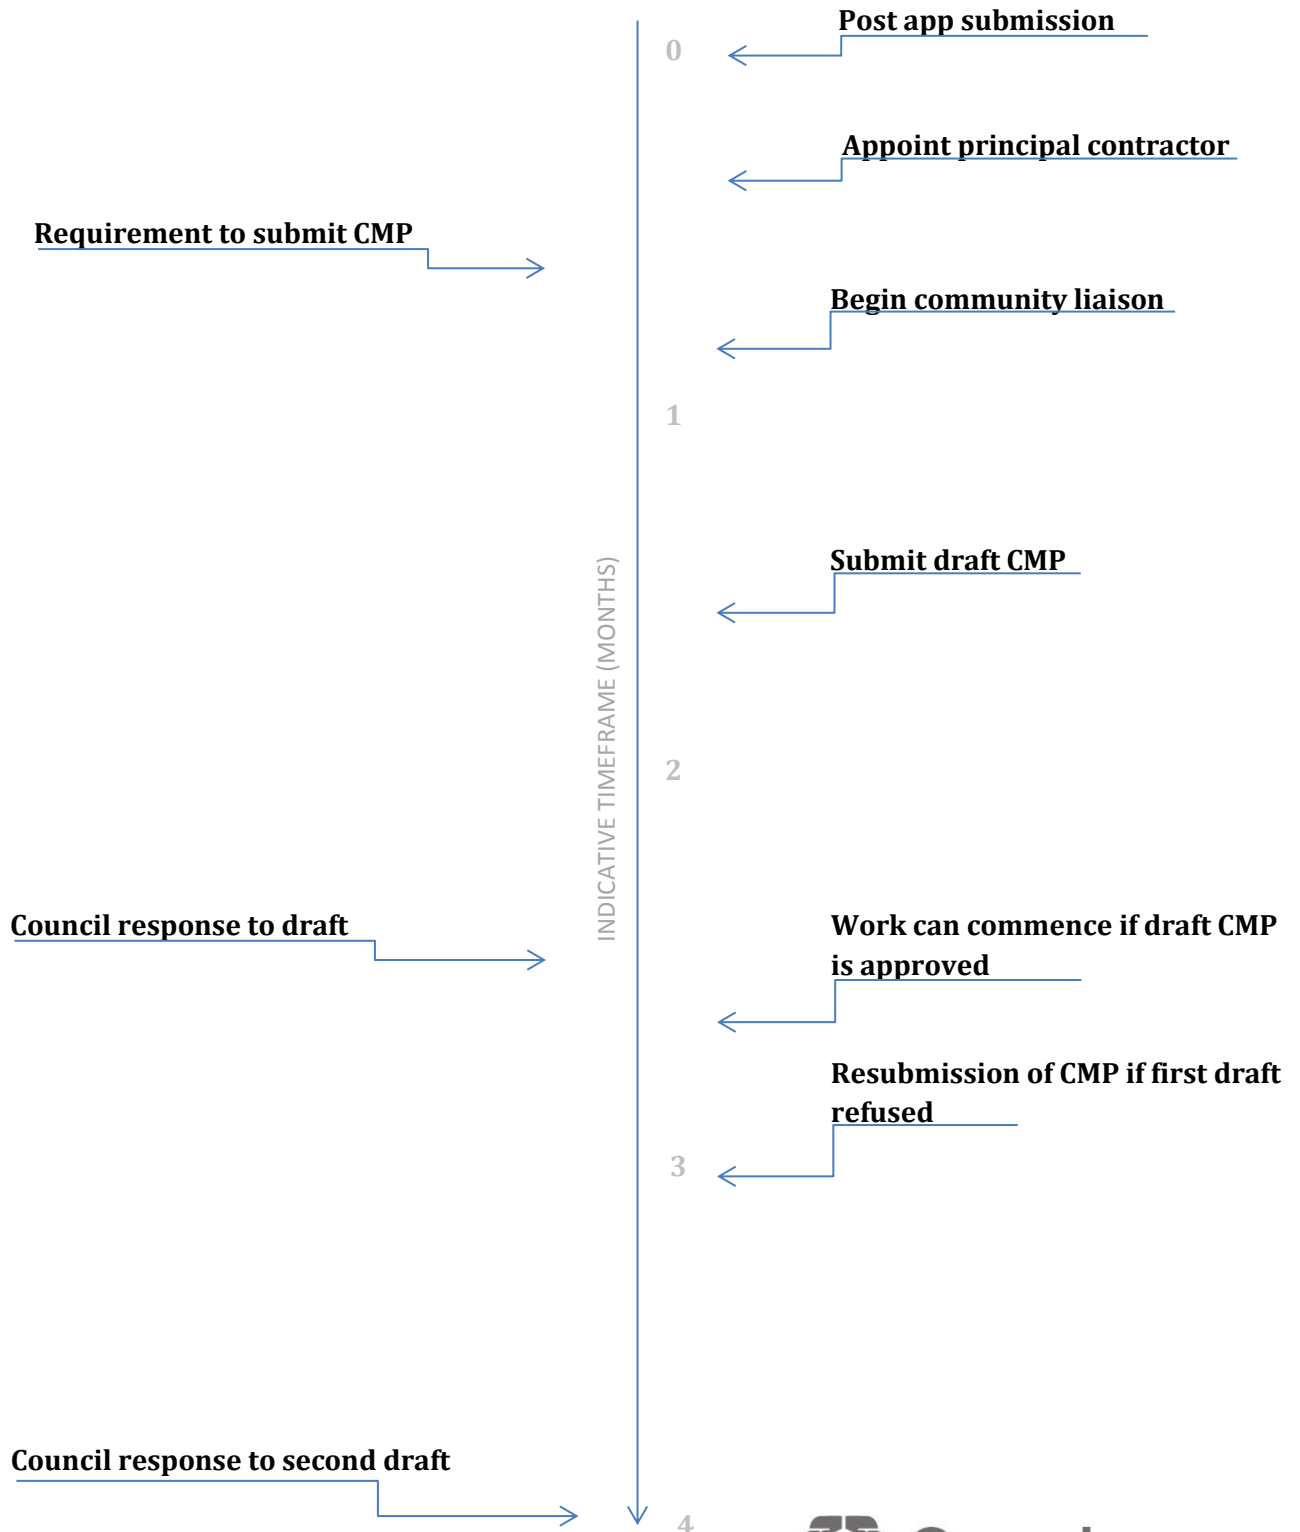 Post app submission
0
Appoint principal contractor
Requirement to submit CMP
Begin community liaison
1
Submit draft CMP
INDICATIVE TIMEFRAME (MONTHS)
2
Council response to draft
Work can commence if draft CMP
is approved
Resubmission of CMP if first draft
refused
3
Council response to second draft
4